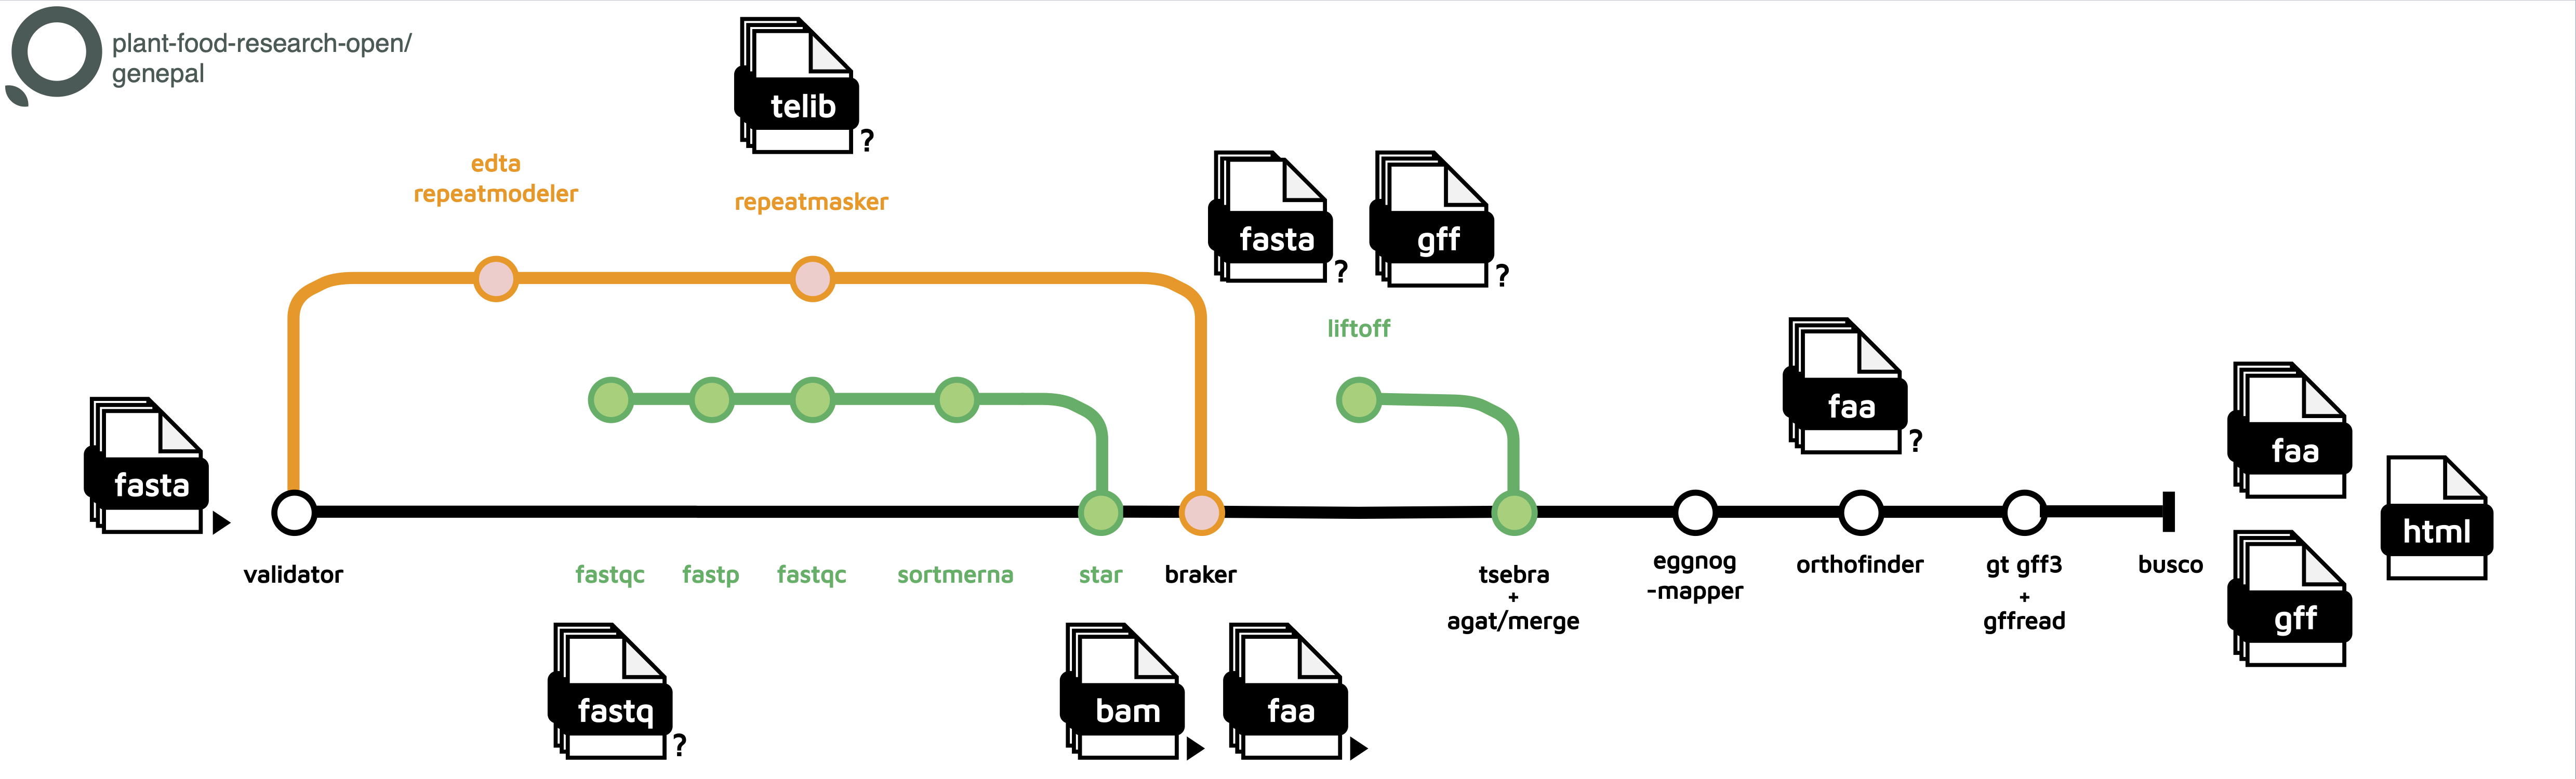 plant-food-research-open/
genepal
telib
?
edta
repeatmodeler
repeatmasker
fasta
?
gff
?
liftoff
faa
?
fasta
validator
fastqc
fastp
fastqc
sortmerna
star
braker
tsebra
+
agat/merge
eggnog
-mapper
orthofinder
gt gff3
+
gffread
busco
faa
html
gff
fastq
?
bam
faa